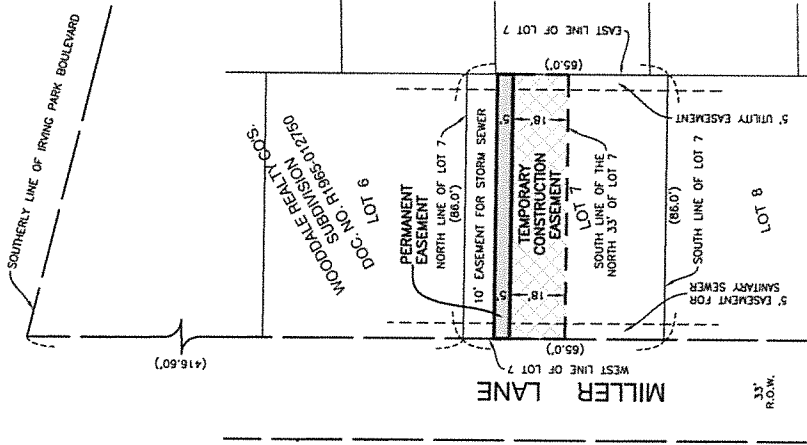 SOUTHERLY LINE OF IRVING PARK BOULEVARD
EAST LINE OF LOT 7
(65.0')
WOODDALE REALTY CO'S.
SUBDIVISION
DOC. NO. R1965-012750
LOT 6
PERMANENT
EASEMENT
NORTH LINE OF LOT 7
(86.0')
10' EASEMENT FOR STORM SEWER
5'
5'
18'
18'
TEMPORARY
CONSTRUCTION
EASEMENT
LOT 7
SOUTH LINE OF THE
NORTH 33' OF LOT 7
5' UTILITY EASEMENT
SOUTH LINE OF LOT 7
(86.0')
LOT 8
5' EASEMENT FOR
SANITARY SEWER
(416.60')
(65.0')
WEST LINE OF LOT 7
MILLER LANE
33'
R.O.W.